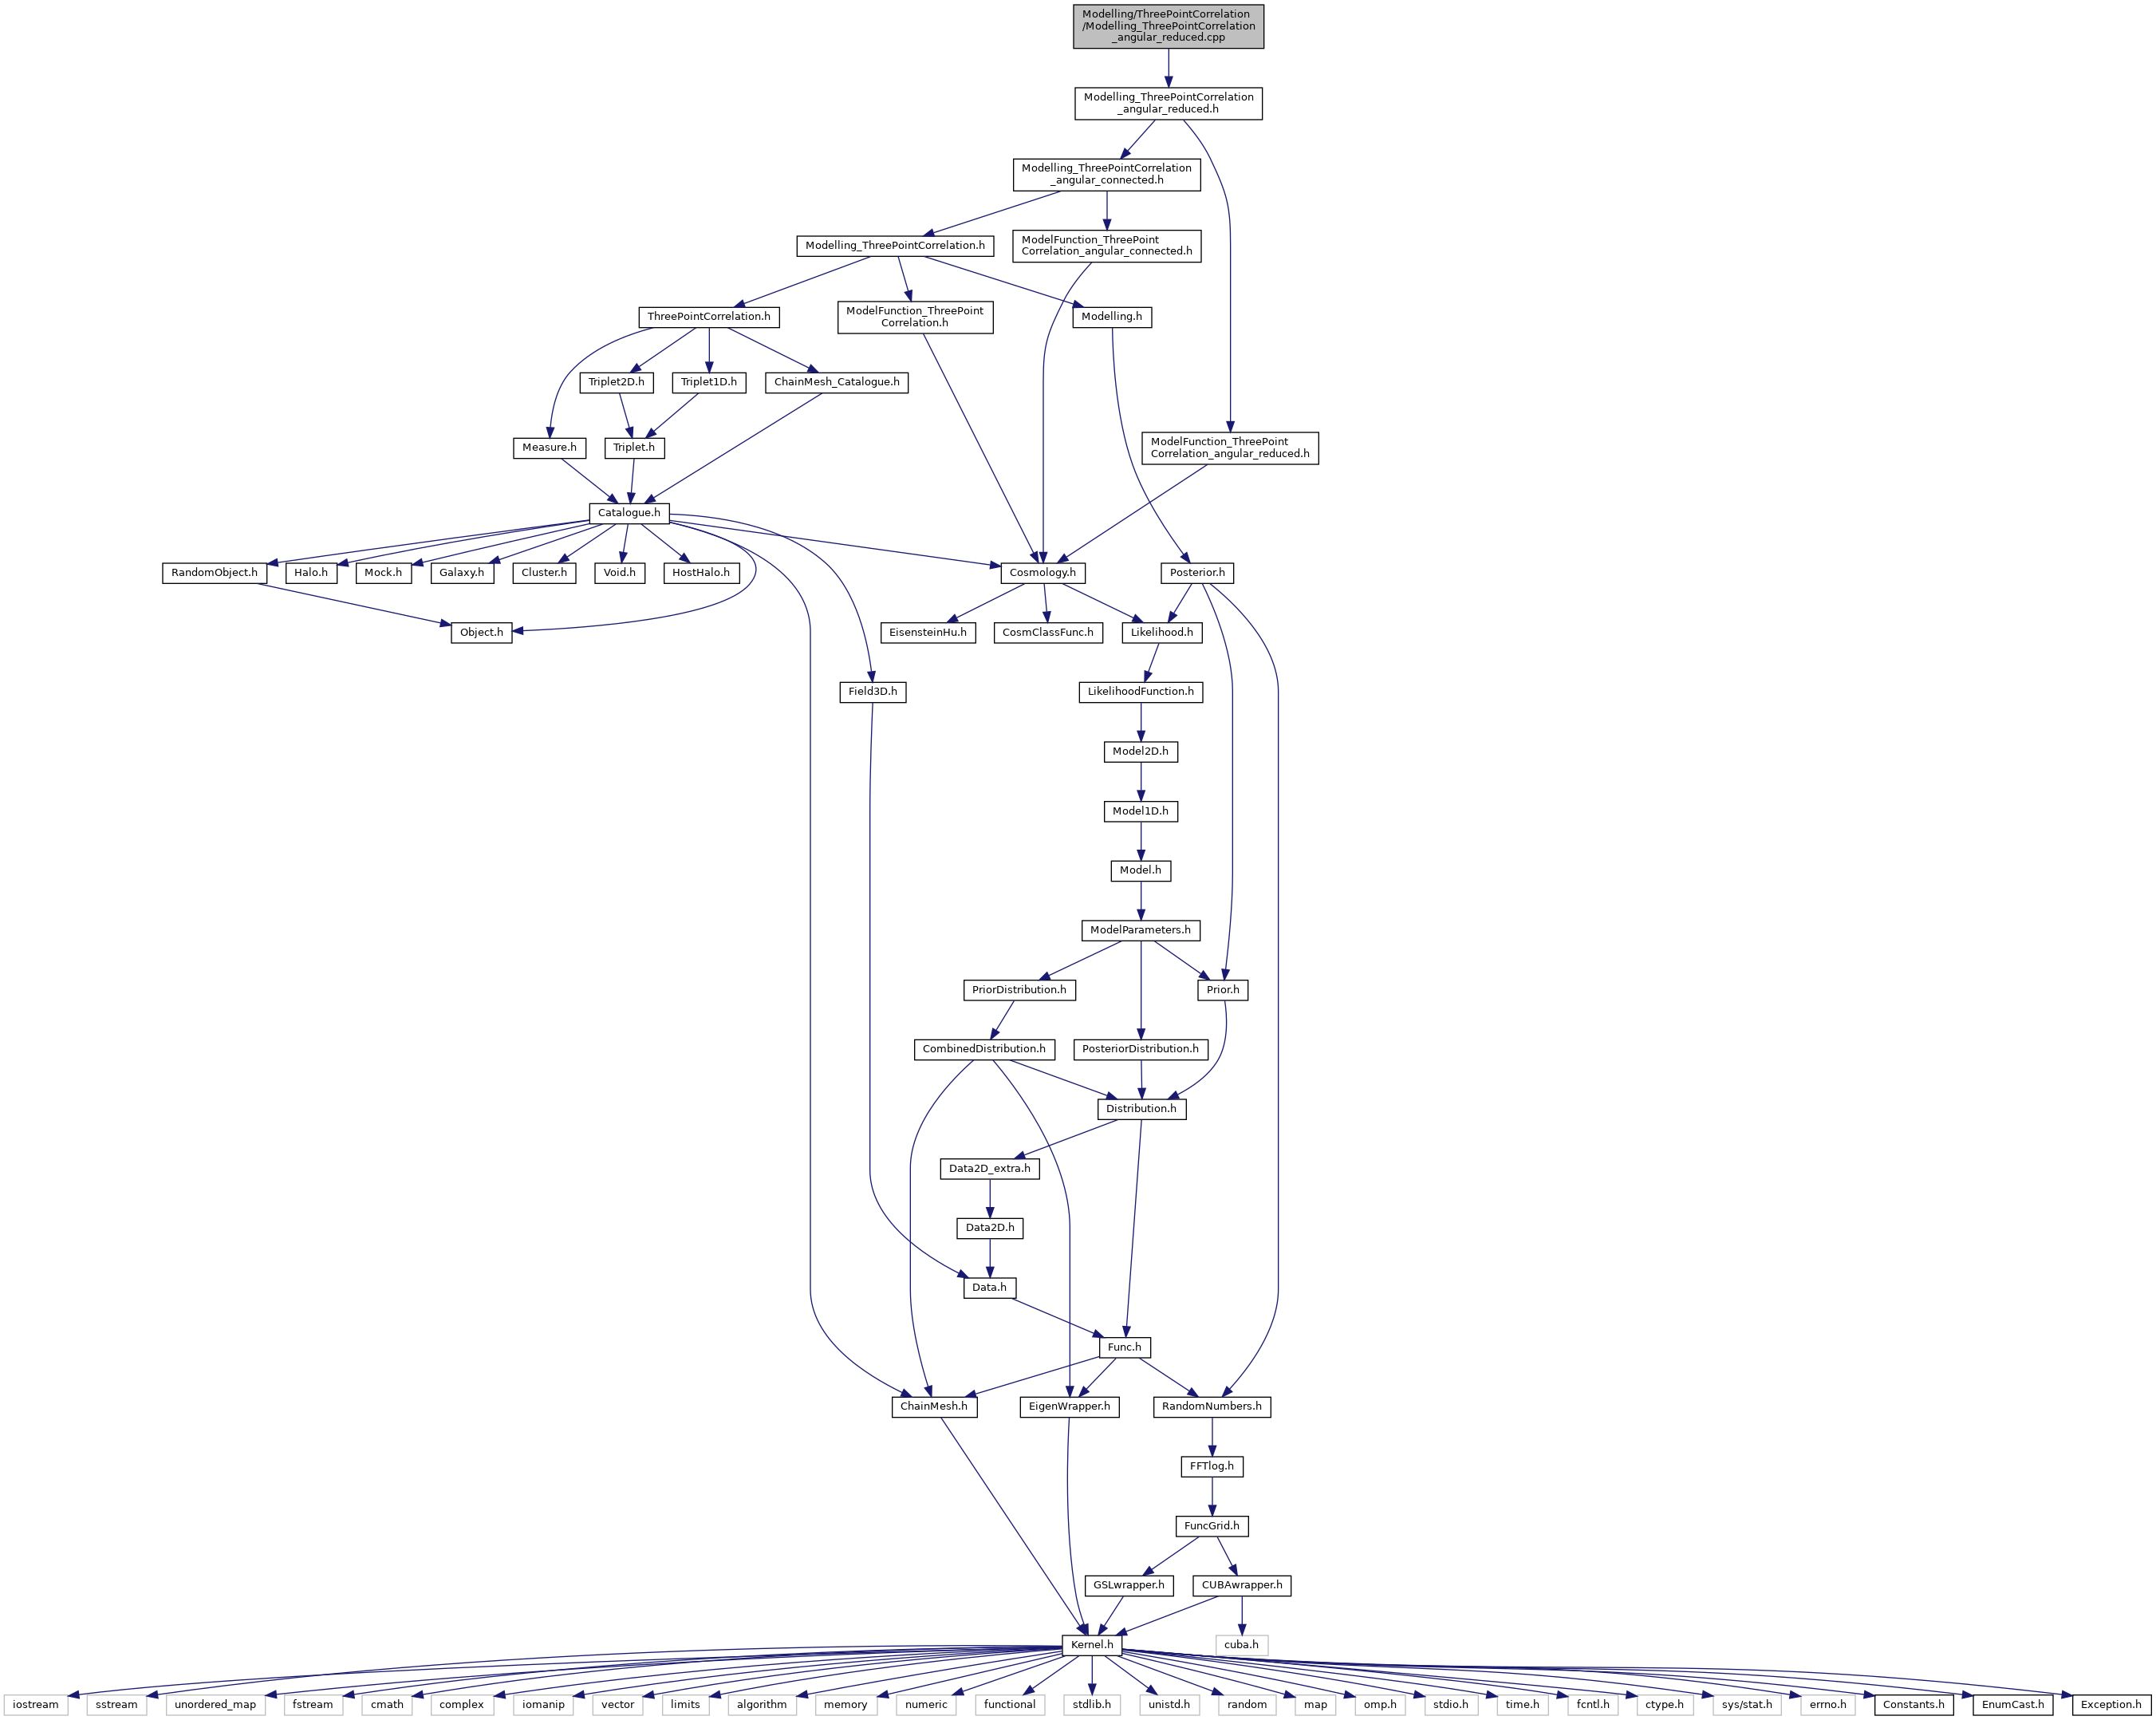 Modelling/ThreePointCorrelation
/Modelling_ThreePointCorrelation
_angular_reduced.cpp
Modelling_ThreePointCorrelation
_angular_reduced.h
Modelling_ThreePointCorrelation
_angular_connected.h
Modelling_ThreePointCorrelation.h
ModelFunction_ThreePoint
Correlation_angular_connected.h
ThreePointCorrelation.h
ModelFunction_ThreePoint
Correlation.h
Modelling.h
Triplet2D.h
Triplet1D.h
ChainMesh_Catalogue.h
Measure.h
Triplet.h
ModelFunction_ThreePoint
Correlation_angular_reduced.h
Catalogue.h
RandomObject.h
Halo.h
Mock.h
Galaxy.h
Cluster.h
Void.h
HostHalo.h
Cosmology.h
Posterior.h
Object.h
EisensteinHu.h
CosmClassFunc.h
Likelihood.h
Field3D.h
LikelihoodFunction.h
Model2D.h
Model1D.h
Model.h
ModelParameters.h
PriorDistribution.h
Prior.h
CombinedDistribution.h
PosteriorDistribution.h
Distribution.h
Data2D_extra.h
Data2D.h
Data.h
Func.h
ChainMesh.h
EigenWrapper.h
RandomNumbers.h
FFTlog.h
FuncGrid.h
GSLwrapper.h
CUBAwrapper.h
Kernel.h
cuba.h
iostream
sstream
unordered_map
fstream
cmath
complex
iomanip
vector
limits
algorithm
memory
numeric
functional
stdlib.h
unistd.h
random
map
omp.h
stdio.h
time.h
fcntl.h
ctype.h
sys/stat.h
errno.h
Constants.h
EnumCast.h
Exception.h